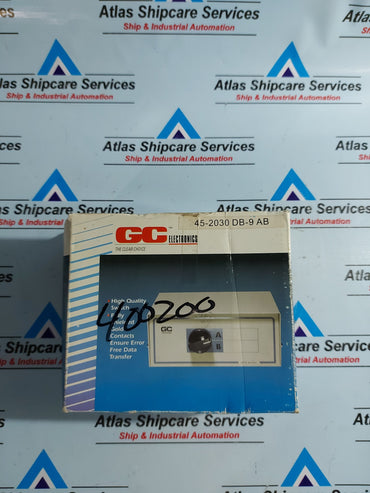 Atlas Shipcare Services
Ship & Industrial Automation
Atlas Shipcare Services
Ship & Industrial Automation
Atlas Shipcare Services
Ship & Industrial Automation
Atlas Shipcare Services
Ship & Industrial Automation
GC ELECTRONICS
THE CLEAR CHOICE
45-2030 DB-9 AB
High Quality
Switch
Gold
Contacts
Ensure Error
Free Data
Transfer
400200
GC
A
B
Atlas Shipcare Services
Ship & Industrial Automation
Atlas Shipcare Services
Ship & Industrial Automation